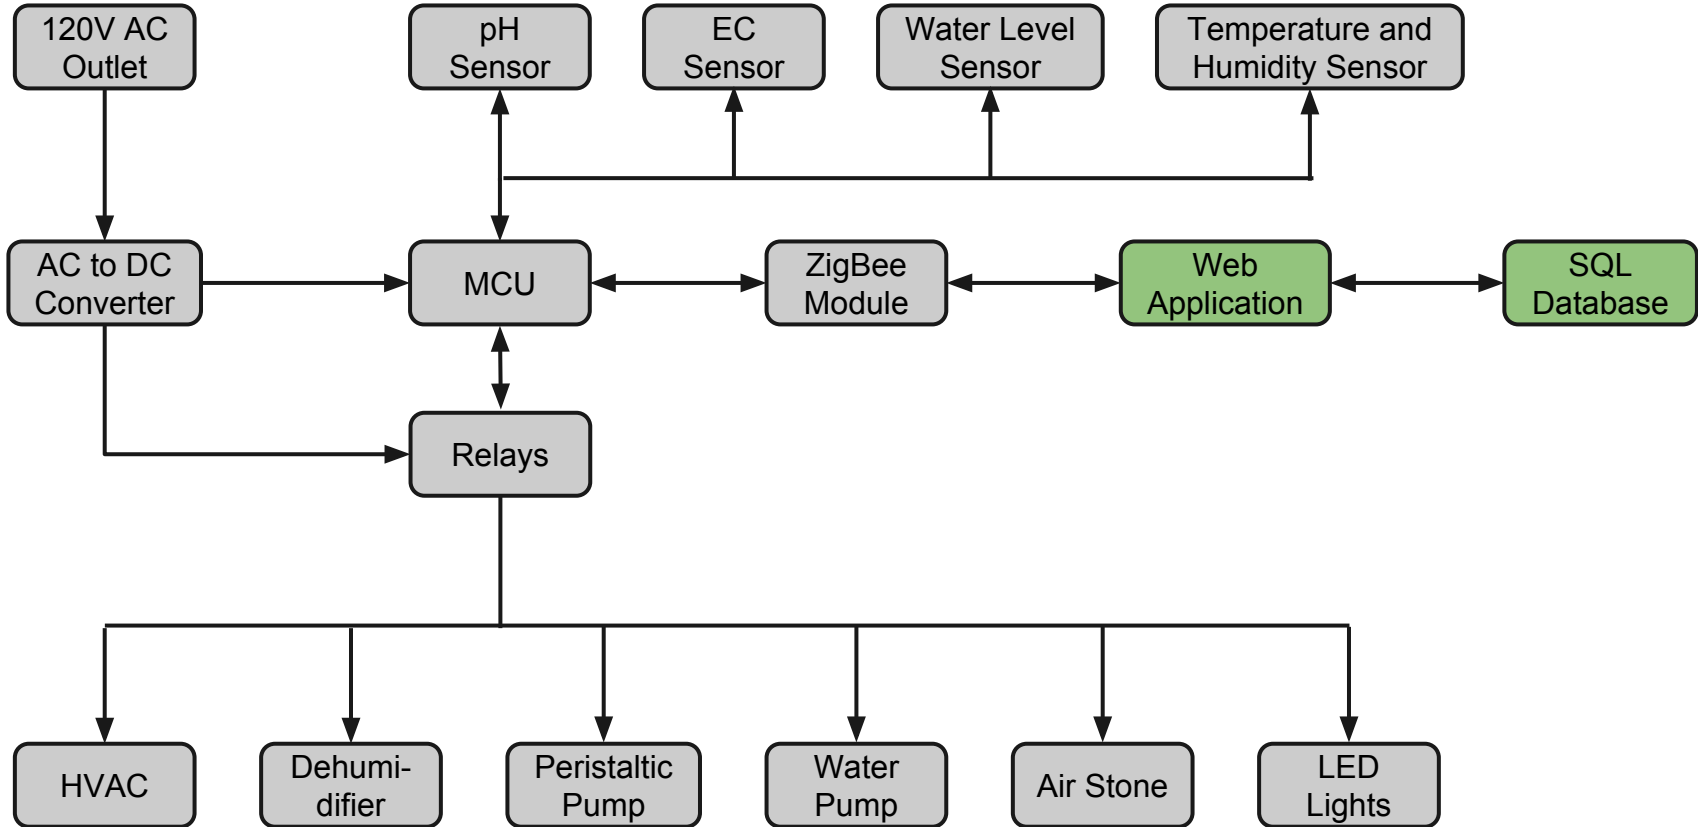 120V AC
Outlet
pH
Sensor
EC
Sensor
Water Level
Sensor
Temperature and
Humidity Sensor
AC to DC
Converter
MCU
ZigBee
Module
Web
Application
SQL
Database
Relays
HVAC
Dehumi-
difier
Peristaltic
Pump
Water
Pump
Air Stone
LED
Lights